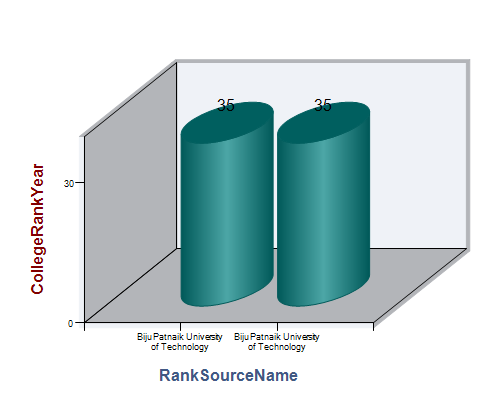 35 35
CollegeRankYear
30
0
Biju Patnaik University Biju Patnaik University
of Technology of Technology
RankSourceName